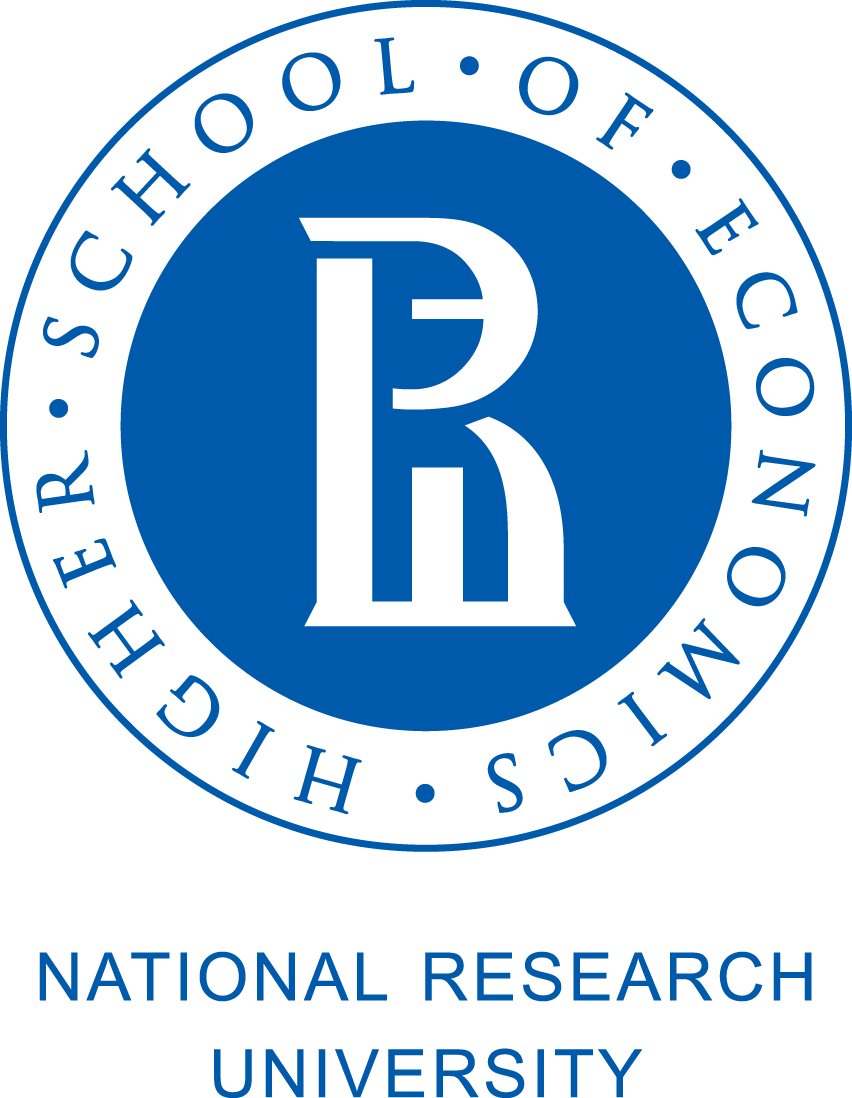 HIGHER · SCHOOL · OF · ECONOMICS ·
NATIONAL RESEARCH
UNIVERSITY